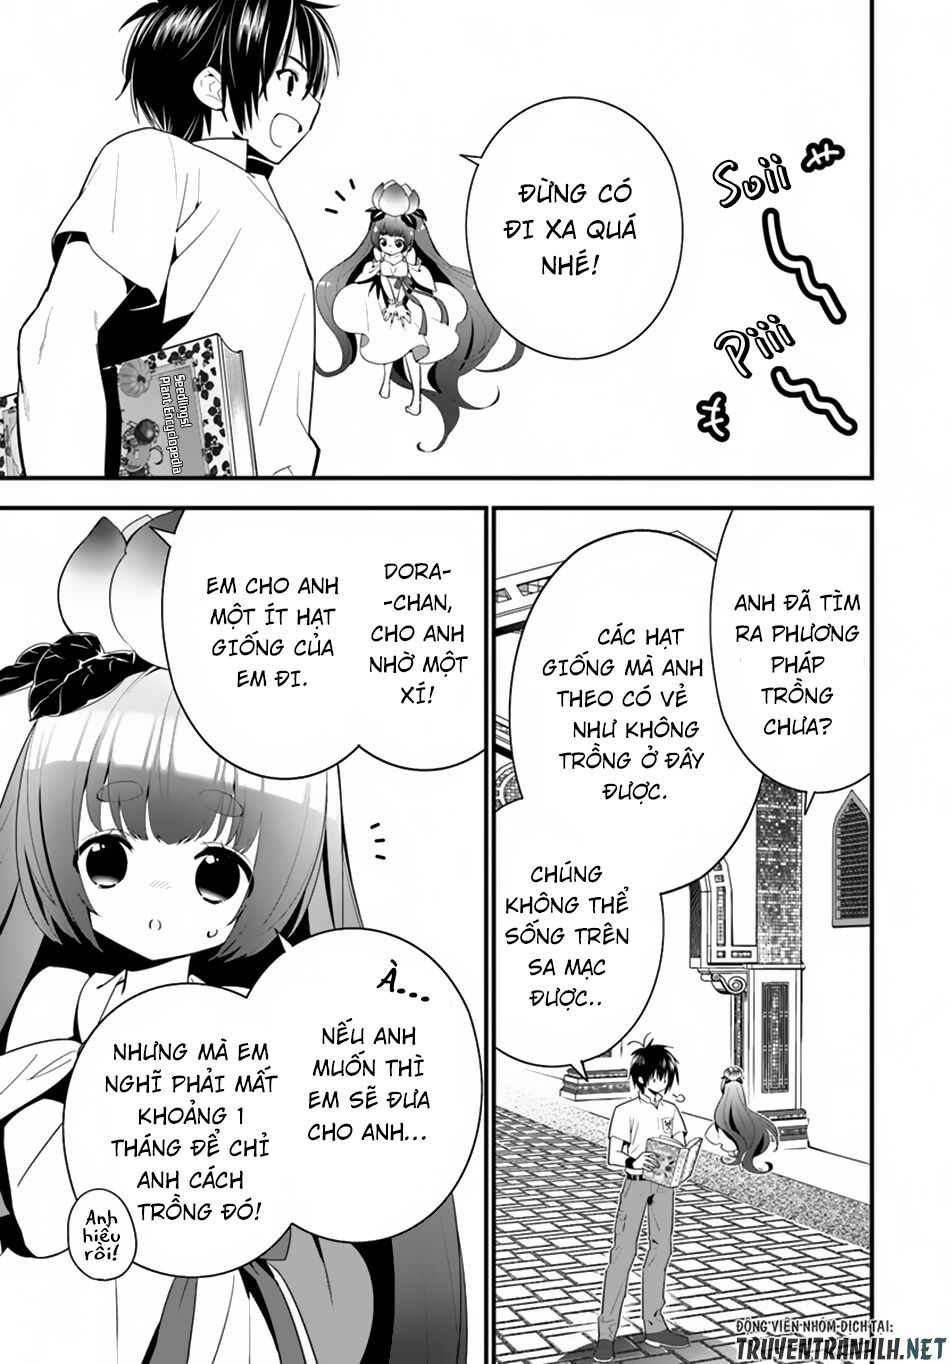 Suii
Piii
ĐỪNG CÓ
ĐI XA QUÁ
NHÉ!
Seedlings!
Plant Encyclopedia
ANH ĐÃ TÌM
RA PHƯƠNG
PHÁP
TRỒNG
CHƯA?
CÁC HẠT
GIỐNG MÀ ANH
THEO CÓ VẺ
NHƯ KHÔNG
TRỒNG Ở ĐÂY
ĐƯỢC.
CHÚNG
KHÔNG THỂ
SỐNG TRÊN
SA MẠC
ĐƯỢC..
DORA-
-CHAN,
CHO ANH
NHỜ MỘT
XÍ!
EM CHO ANH
MỘT ÍT HẠT
GIỐNG CỦA
EM ĐI.
À...
NẾU ANH
MUỐN THÌ
EM SẼ ĐƯA
CHO ANH...
NHƯNG MÀ EM
NGHĨ PHẢI MẤT
KHOẢNG 1
THÁNG ĐỂ CHỈ
ANH CÁCH
TRỒNG ĐÓ!
Anh
hiểu
rồi!
ĐỘNG VIÊN NHÓM DỊCH TẠI:
TRUYENTRANHLH.NET